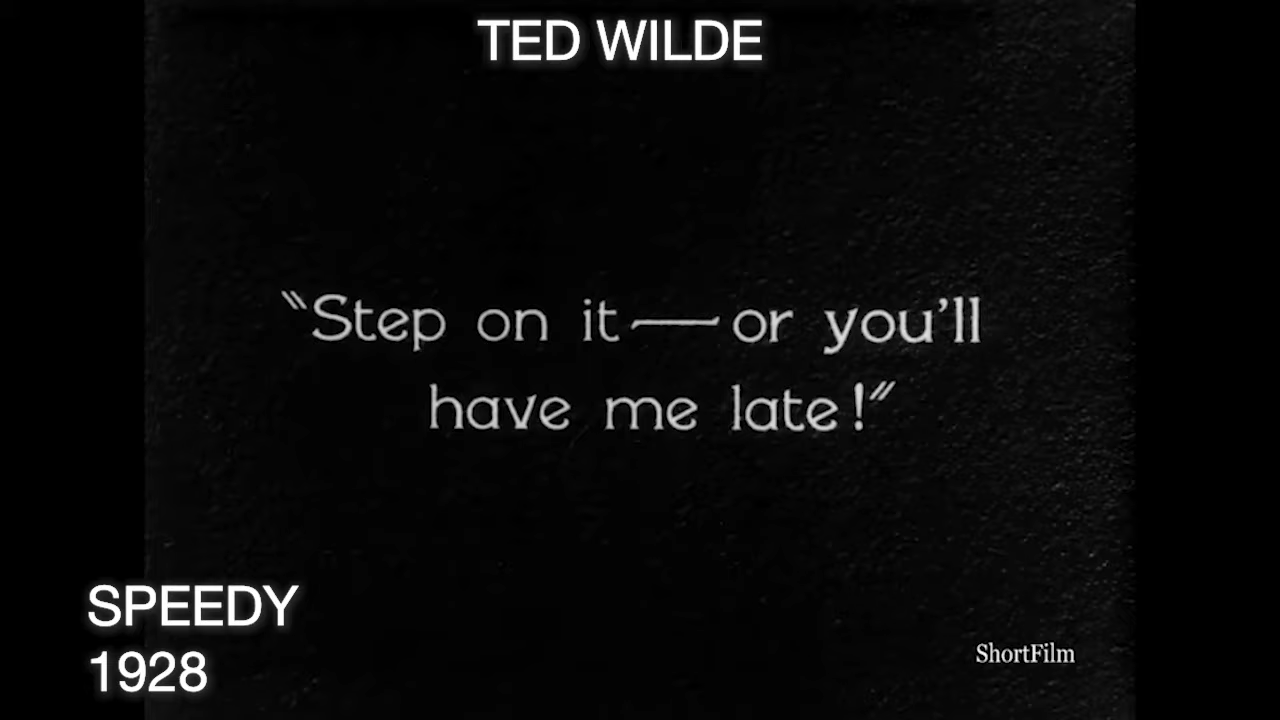 TED WILDE
“Step on it—or you’ll
have me late!”
SPEEDY
1928
ShortFilm